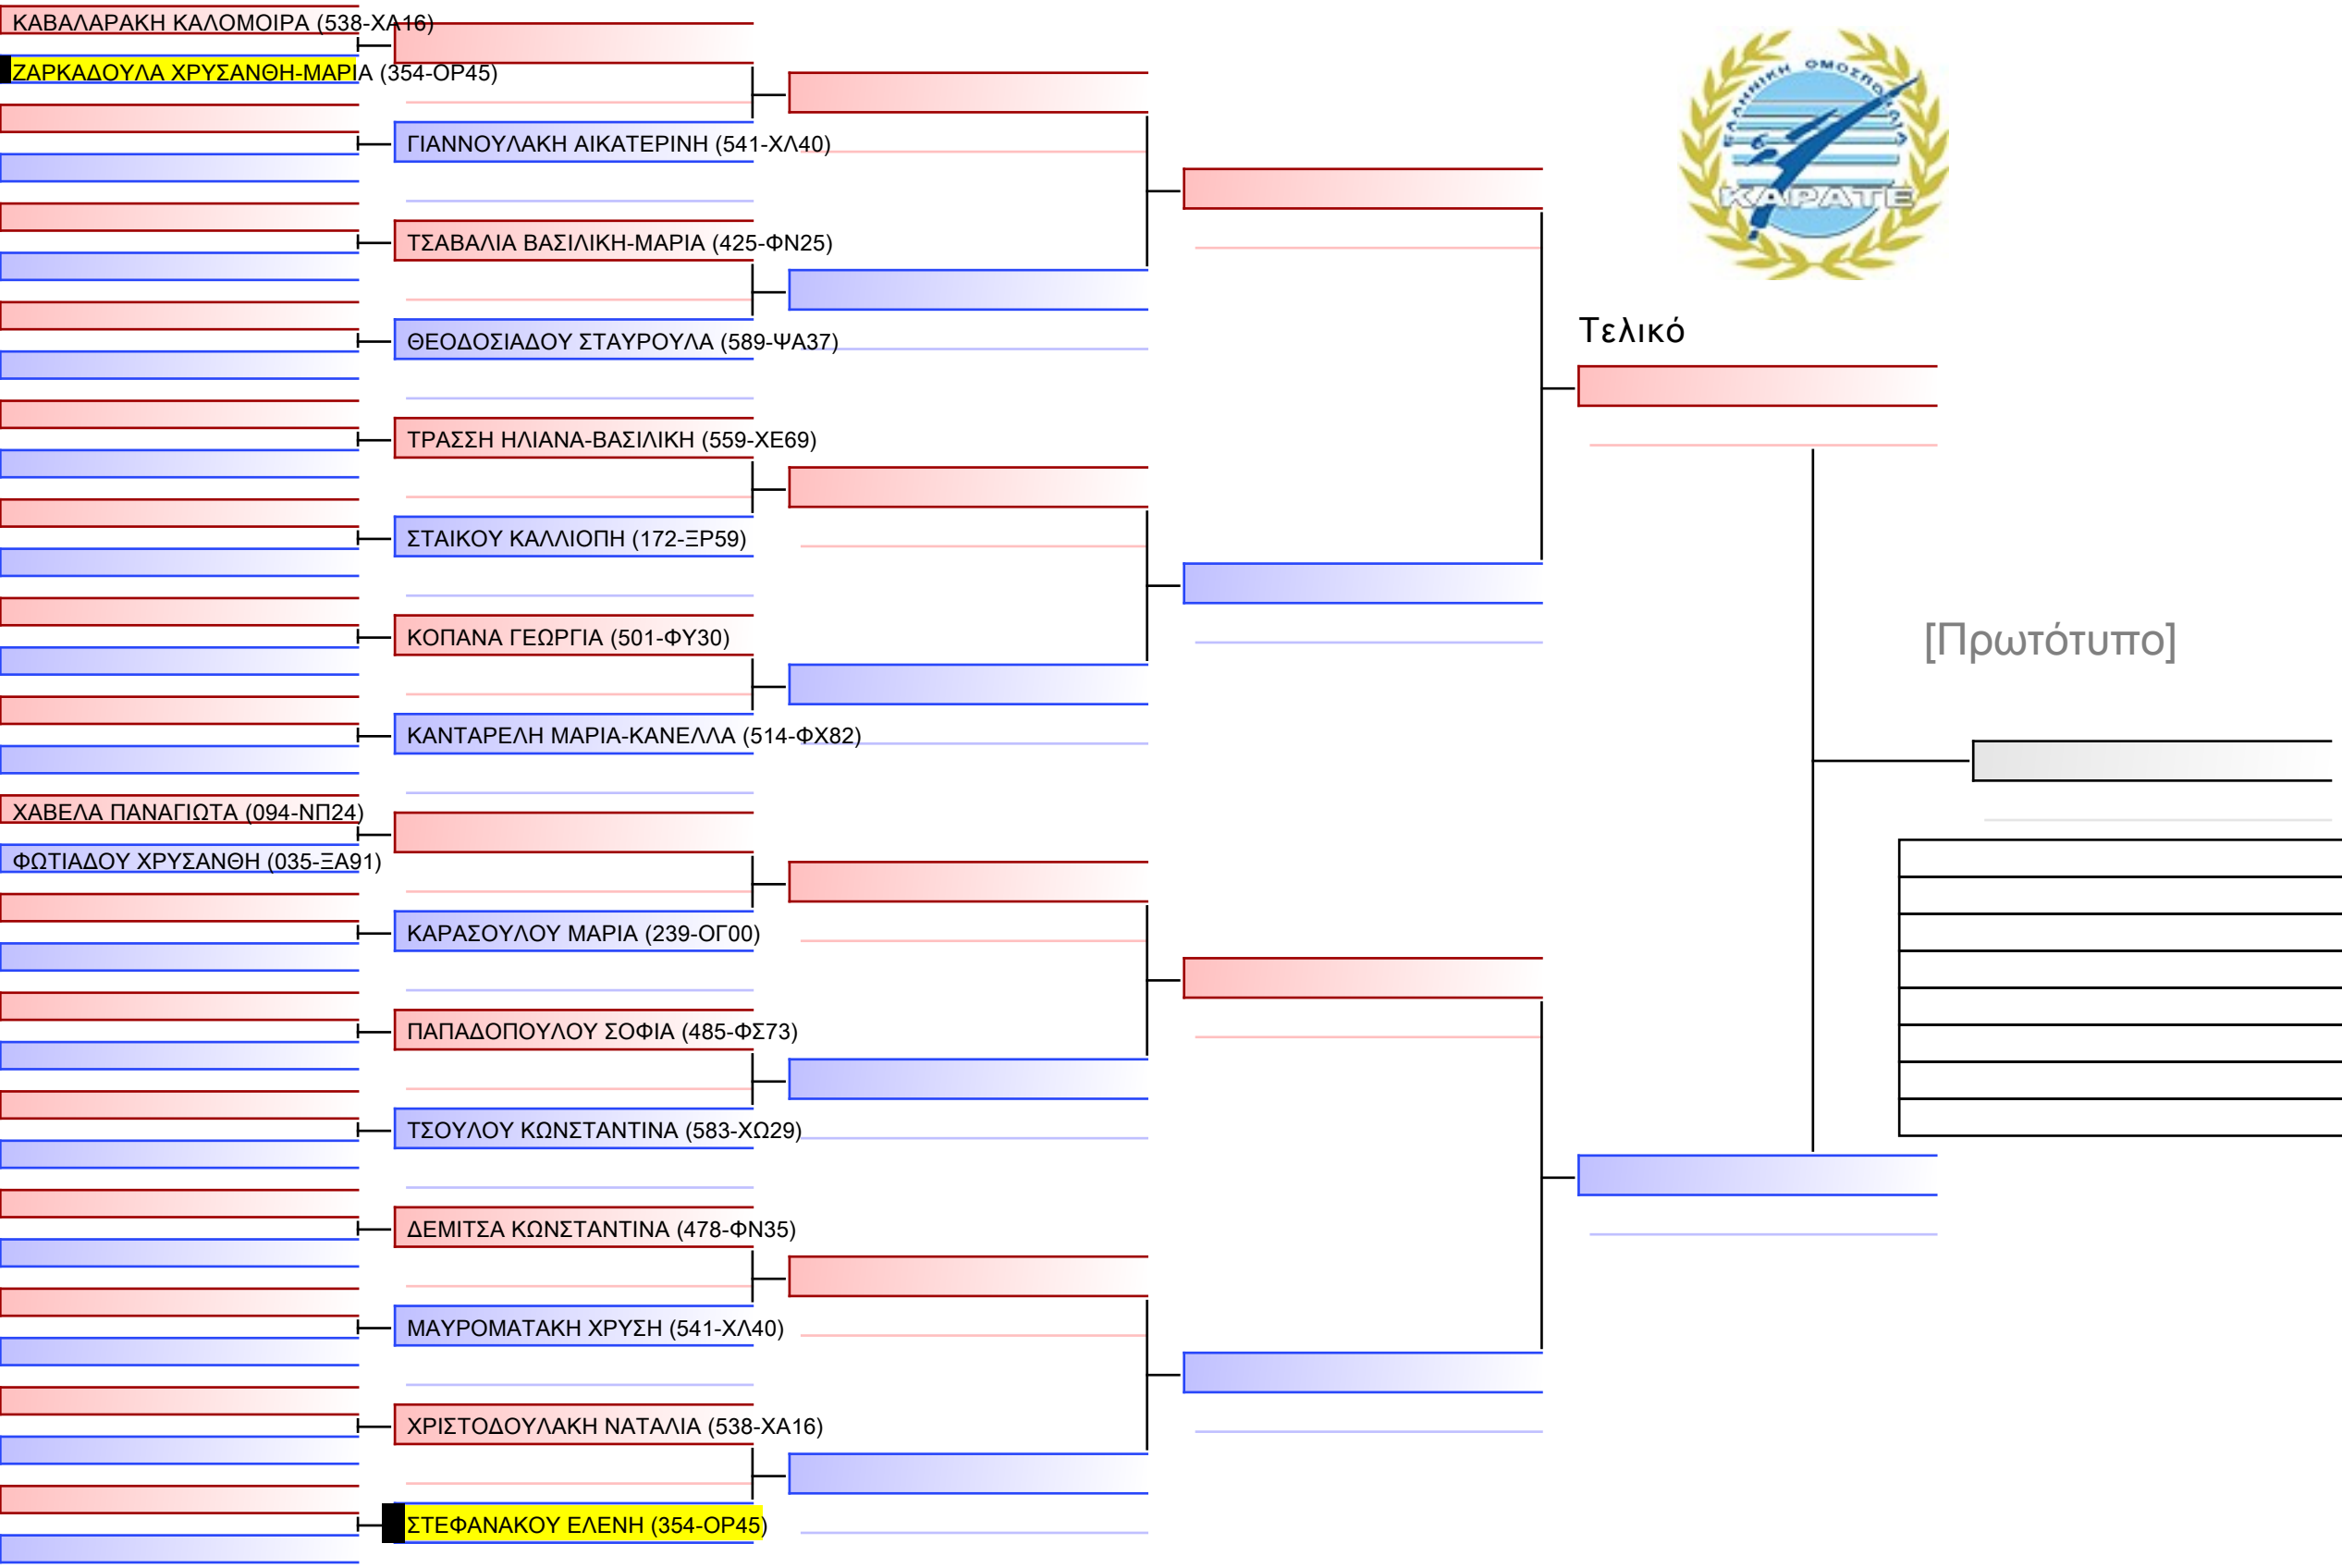 ΚΑΒΑΛΑΡΑΚΗ ΚΑΛΟΜΟΙΡΑ (538-ΧΑ16)
ΖΑΡΚΑΔΟΥΛΑ ΧΡΥΣΑΝΘΗ-ΜΑΡΙΑ (354-ΟΡ45)
ΓΙΑΝΝΟΥΛΑΚΗ ΑΙΚΑΤΕΡΙΝΗ (541-ΧΛ40)
ΤΣΑΒΑΛΙΑ ΒΑΣΙΛΙΚΗ-ΜΑΡΙΑ (425-ΦΝ25)
ΘΕΟΔΟΣΙΑΔΟΥ ΣΤΑΥΡΟΥΛΑ (589-ΨΑ37)
ΤΡΑΣΣΗ ΗΛΙΑΝΑ-ΒΑΣΙΛΙΚΗ (559-ΧΕ69)
ΣΤΑΙΚΟΥ ΚΑΛΛΙΟΠΗ (172-ΞΡ59)
ΚΟΠΑΝΑ ΓΕΩΡΓΙΑ (501-ΦΥ30)
ΚΑΝΤΑΡΕΛΗ ΜΑΡΙΑ-ΚΑΝΕΛΛΑ (514-ΦΧ82)
ΧΑΒΕΛΑ ΠΑΝΑΓΙΩΤΑ (094-ΝΠ24)
ΦΩΤΙΑΔΟΥ ΧΡΥΣΑΝΘΗ (035-ΞΑ91)
ΚΑΡΑΣΟΥΛΟΥ ΜΑΡΙΑ (239-ΟΓ00)
ΠΑΠΑΔΟΠΟΥΛΟΥ ΣΟΦΙΑ (485-ΦΣ73)
ΤΣΟΥΛΟΥ ΚΩΝΣΤΑΝΤΙΝΑ (583-ΧΩ29)
ΔΕΜΙΤΣΑ ΚΩΝΣΤΑΝΤΙΝΑ (478-ΦΝ35)
ΜΑΥΡΟΜΑΤΑΚΗ ΧΡΥΣΗ (541-ΧΛ40)
ΧΡΙΣΤΟΔΟΥΛΑΚΗ ΝΑΤΑΛΙΑ (538-ΧΑ16)
ΣΤΕΦΑΝΑΚΟΥ ΕΛΕΝΗ (354-ΟΡ45)
ΕΛΛΗΝΙΚΗ ΟΜΟΣΠΟΝΔΙΑ
ΚΑΡΑΤΕ
Τελικό
[Πρωτότυπο]